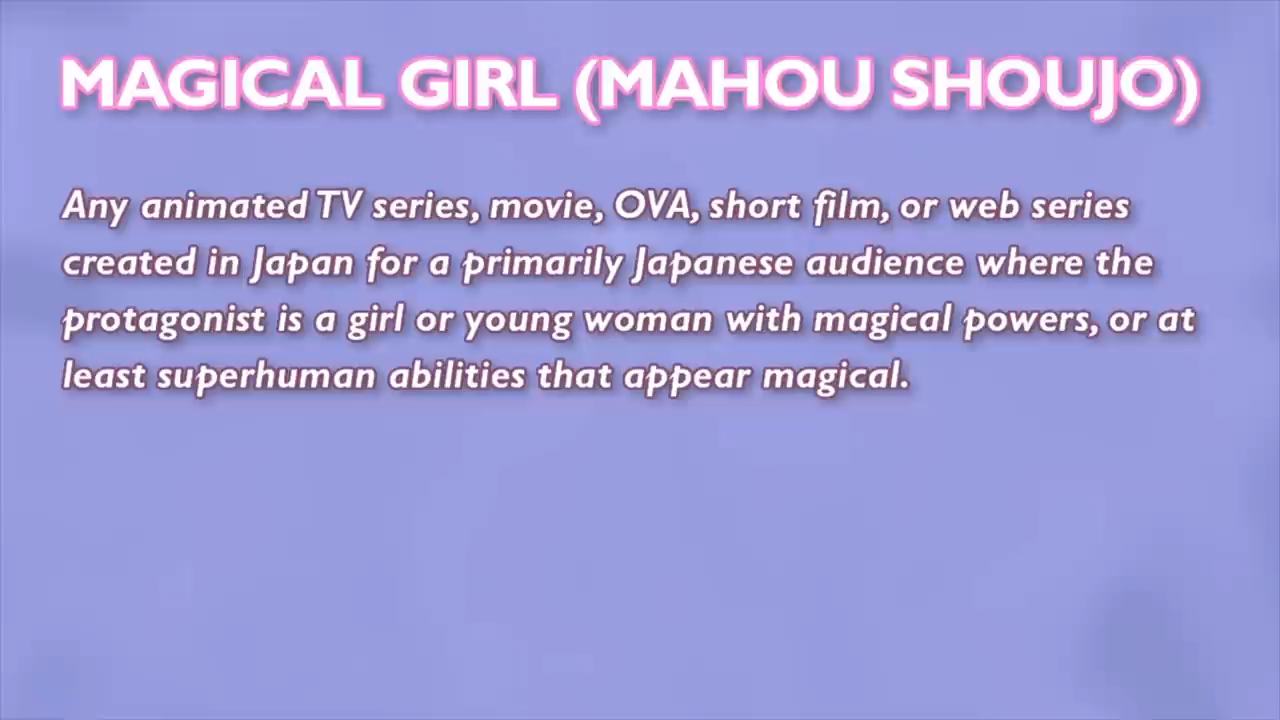 MAGICAL GIRL (MAHOU SHOUJO)
Any animated TV series, movie, OVA, short film, or web series
created in Japan for a primarily Japanese audience where the
protagonist is a girl or young woman with magical powers, or at
least superhuman abilities that appear magical.